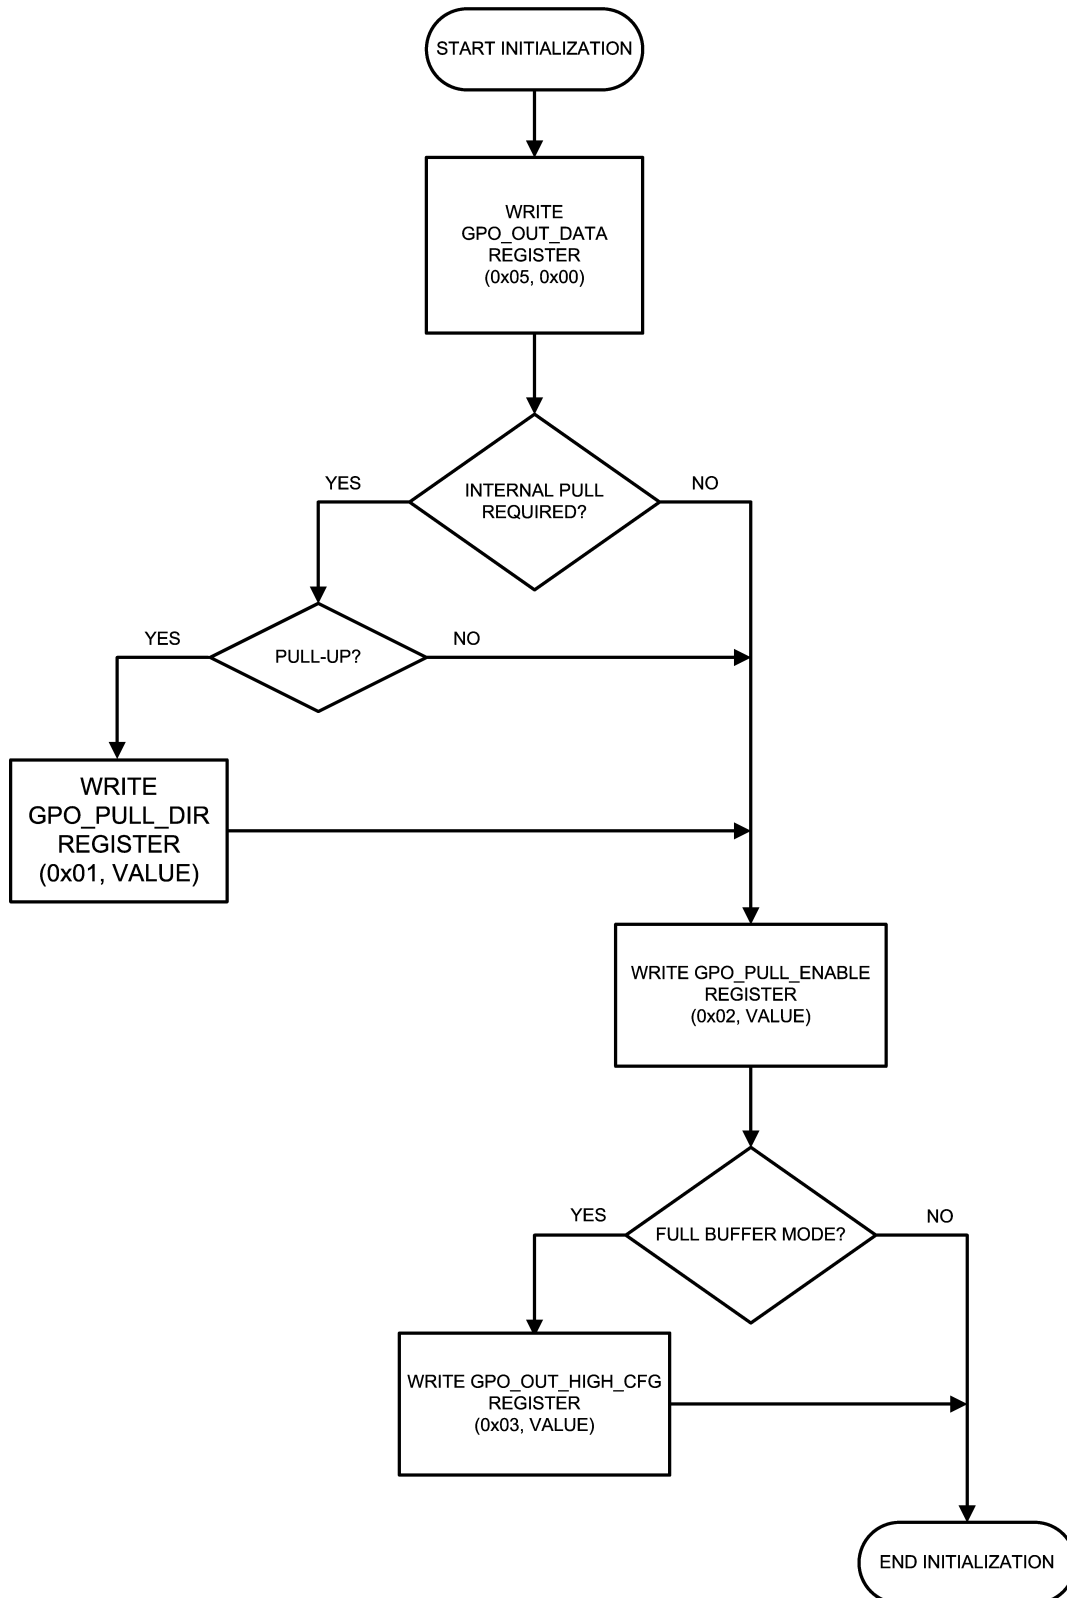 START INITIALIZATION
WRITE
GPO_OUT_DATA
REGISTER
(0x05, 0x00)
INTERNAL PULL
REQUIRED?
YES
NO
PULL-UP?
YES
NO
WRITE
GPO_PULL_DIR
REGISTER
(0x01, VALUE)
WRITE GPO_PULL_ENABLE
REGISTER
(0x02, VALUE)
FULL BUFFER MODE?
YES
NO
WRITE GPO_OUT_HIGH_CFG
REGISTER
(0x03, VALUE)
END INITIALIZATION